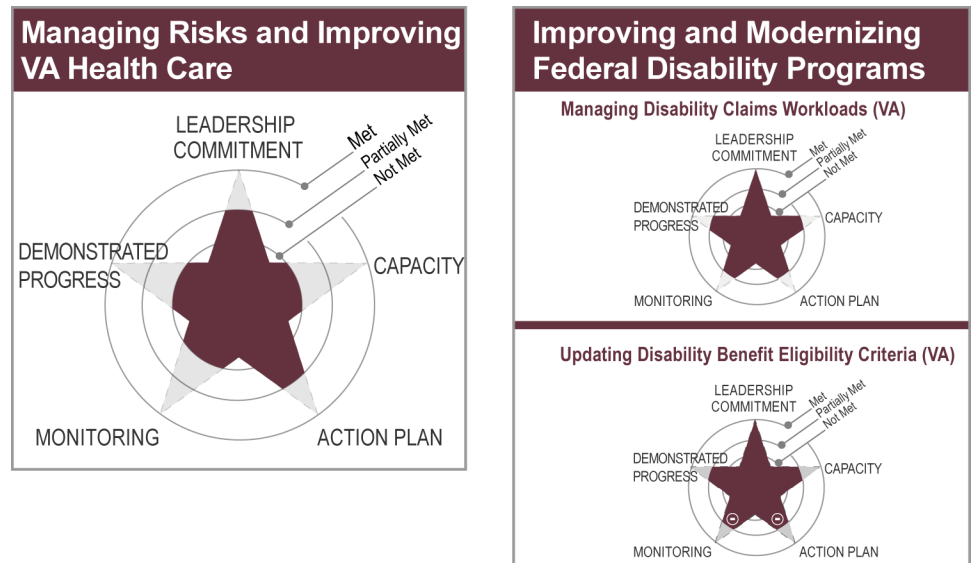 Managing Risks and Improving
VA Health Care
LEADERSHIP
COMMITMENT
Met
Partially Met
Not Met
DEMONSTRATED
PROGRESS
CAPACITY
MONITORING
ACTION PLAN
Improving and Modernizing
Federal Disability Programs
Managing Disability Claims Workloads (VA)
LEADERSHIP
COMMITMENT
Met
Partially Met
Not Met
DEMONSTRATED
PROGRESS
CAPACITY
MONITORING
ACTION PLAN
Updating Disability Benefit Eligibility Criteria (VA)
LEADERSHIP
COMMITMENT
Met
Partially Met
Not Met
DEMONSTRATED
PROGRESS
CAPACITY
MONITORING
ACTION PLAN